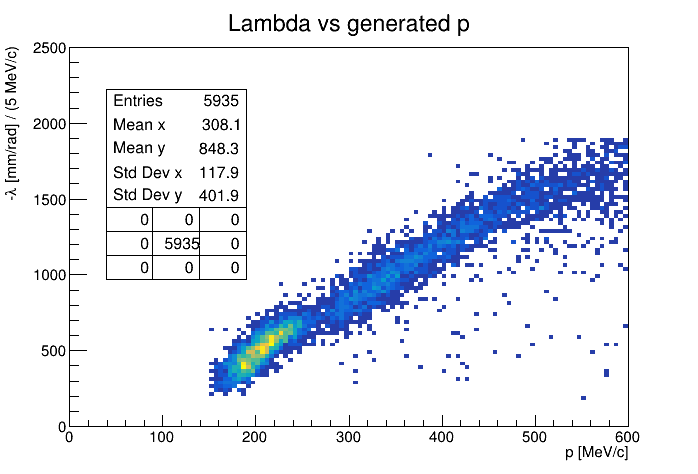 Lambda vs generated p
-λ [mm/rad] / (5 MeV/c)
2500
2000
1500
1000
500
0
Entries 5935
Mean x 308.1
Mean y 848.3
Std Dev x 117.9
Std Dev y 401.9
0 0 0
0 5935 0
0 0 0
0 100 200 300 400 500 600
p [MeV/c]